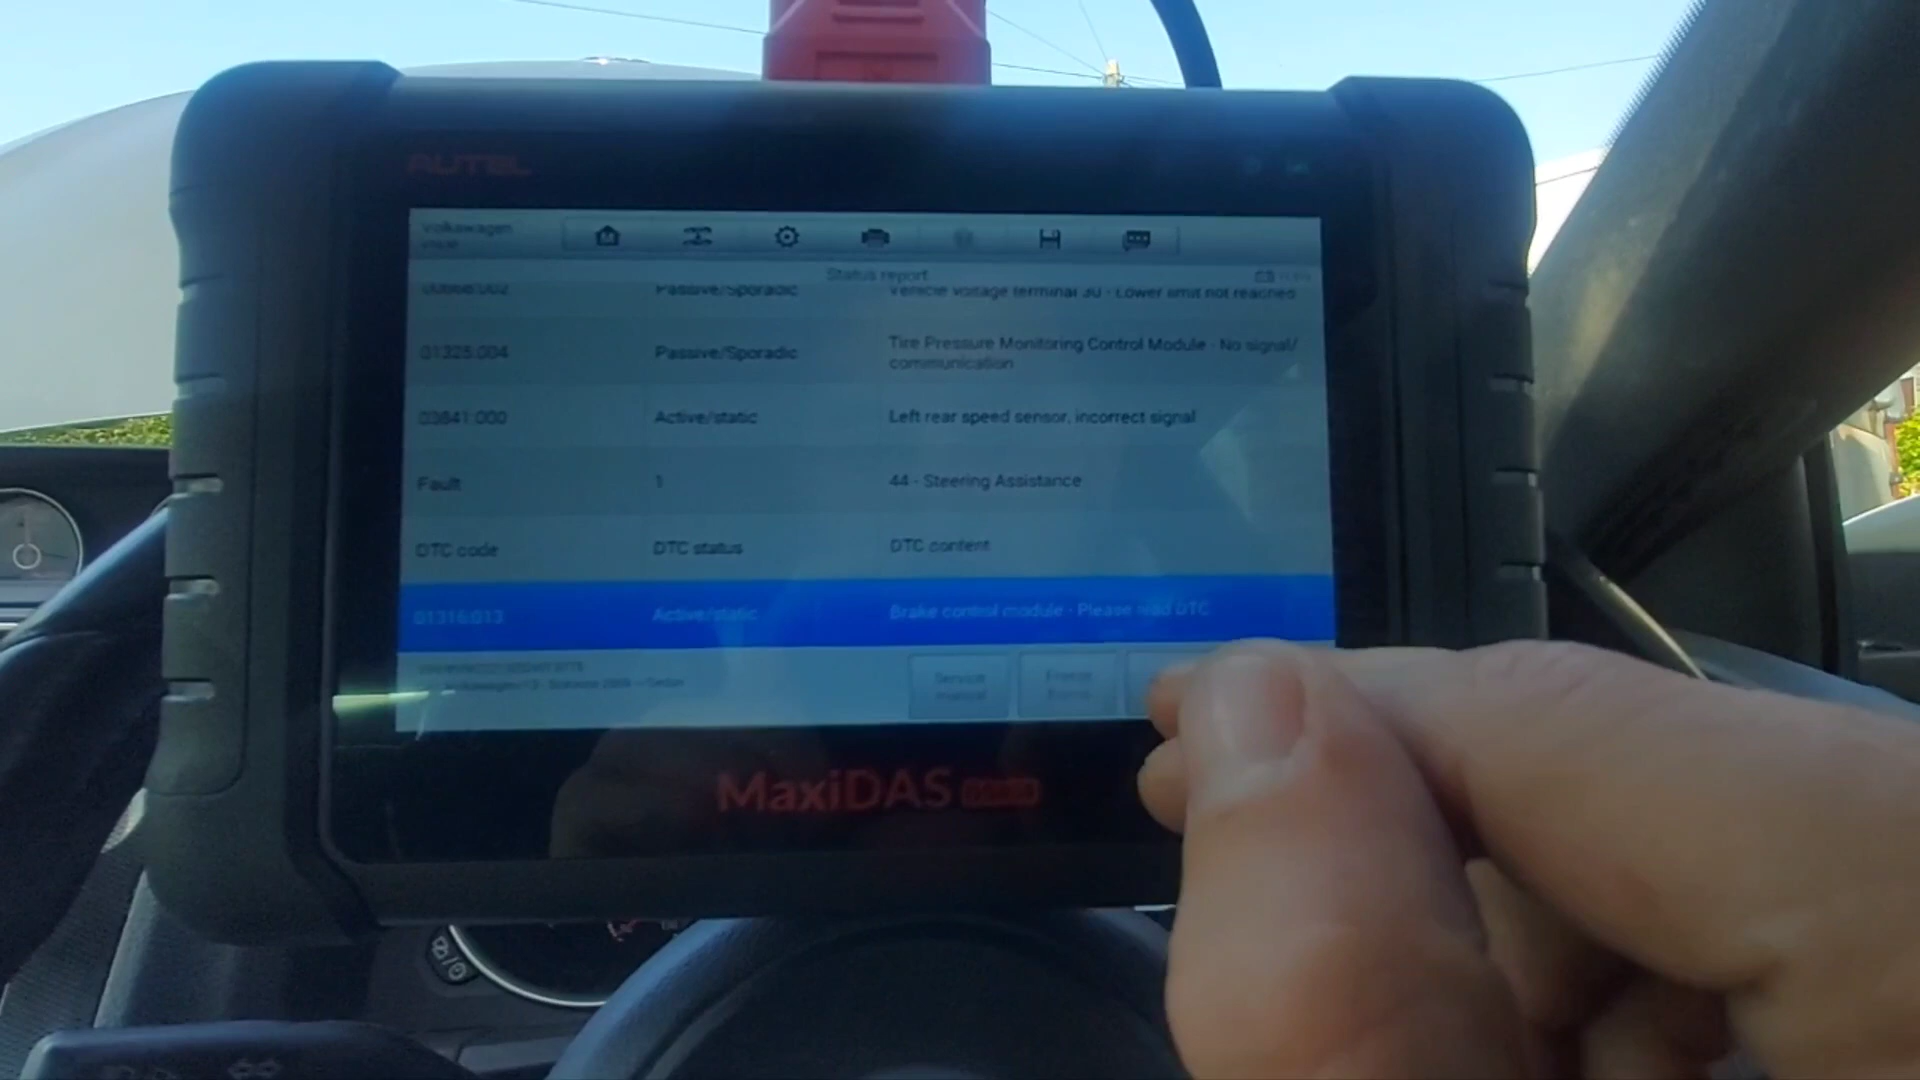 AUTEL
Volkswagen
Status report
Passive/Sporadic Vehicle voltage terminal 30 - Lower limit not reached
01325:004 Passive/Sporadic Tire Pressure Monitoring Control Module - No signal/
communication
03841:000 Active/static Left rear speed sensor, incorrect signal
Fault 1 44 - Steering Assistance
DTC code DTC status DTC content
01316:013 Active/static Brake control module - Please read DTC
Service Freeze
manual frame
MaxiDAS